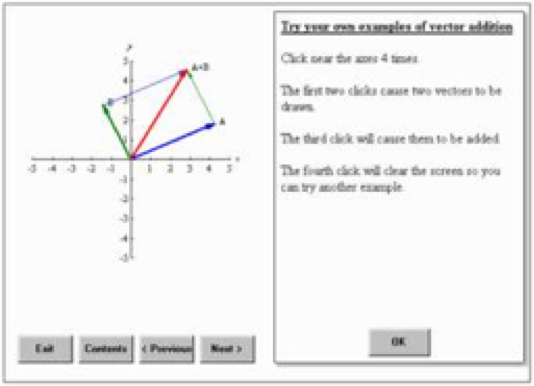 Try your own examples of vector addition
Click near the axes 4 times.
The first two clicks cause two vectors to be
drawn.
The third click will cause them to be added.
The fourth click will clear the screen so you
can try another example.
y
5
4
3
2
1
-5 -4 -3 -2 -1 1 2 3 4 5 x
-1
-2
-3
-4
-5
A+B
B
A
Exit
Contents
< Previous
Next >
OK